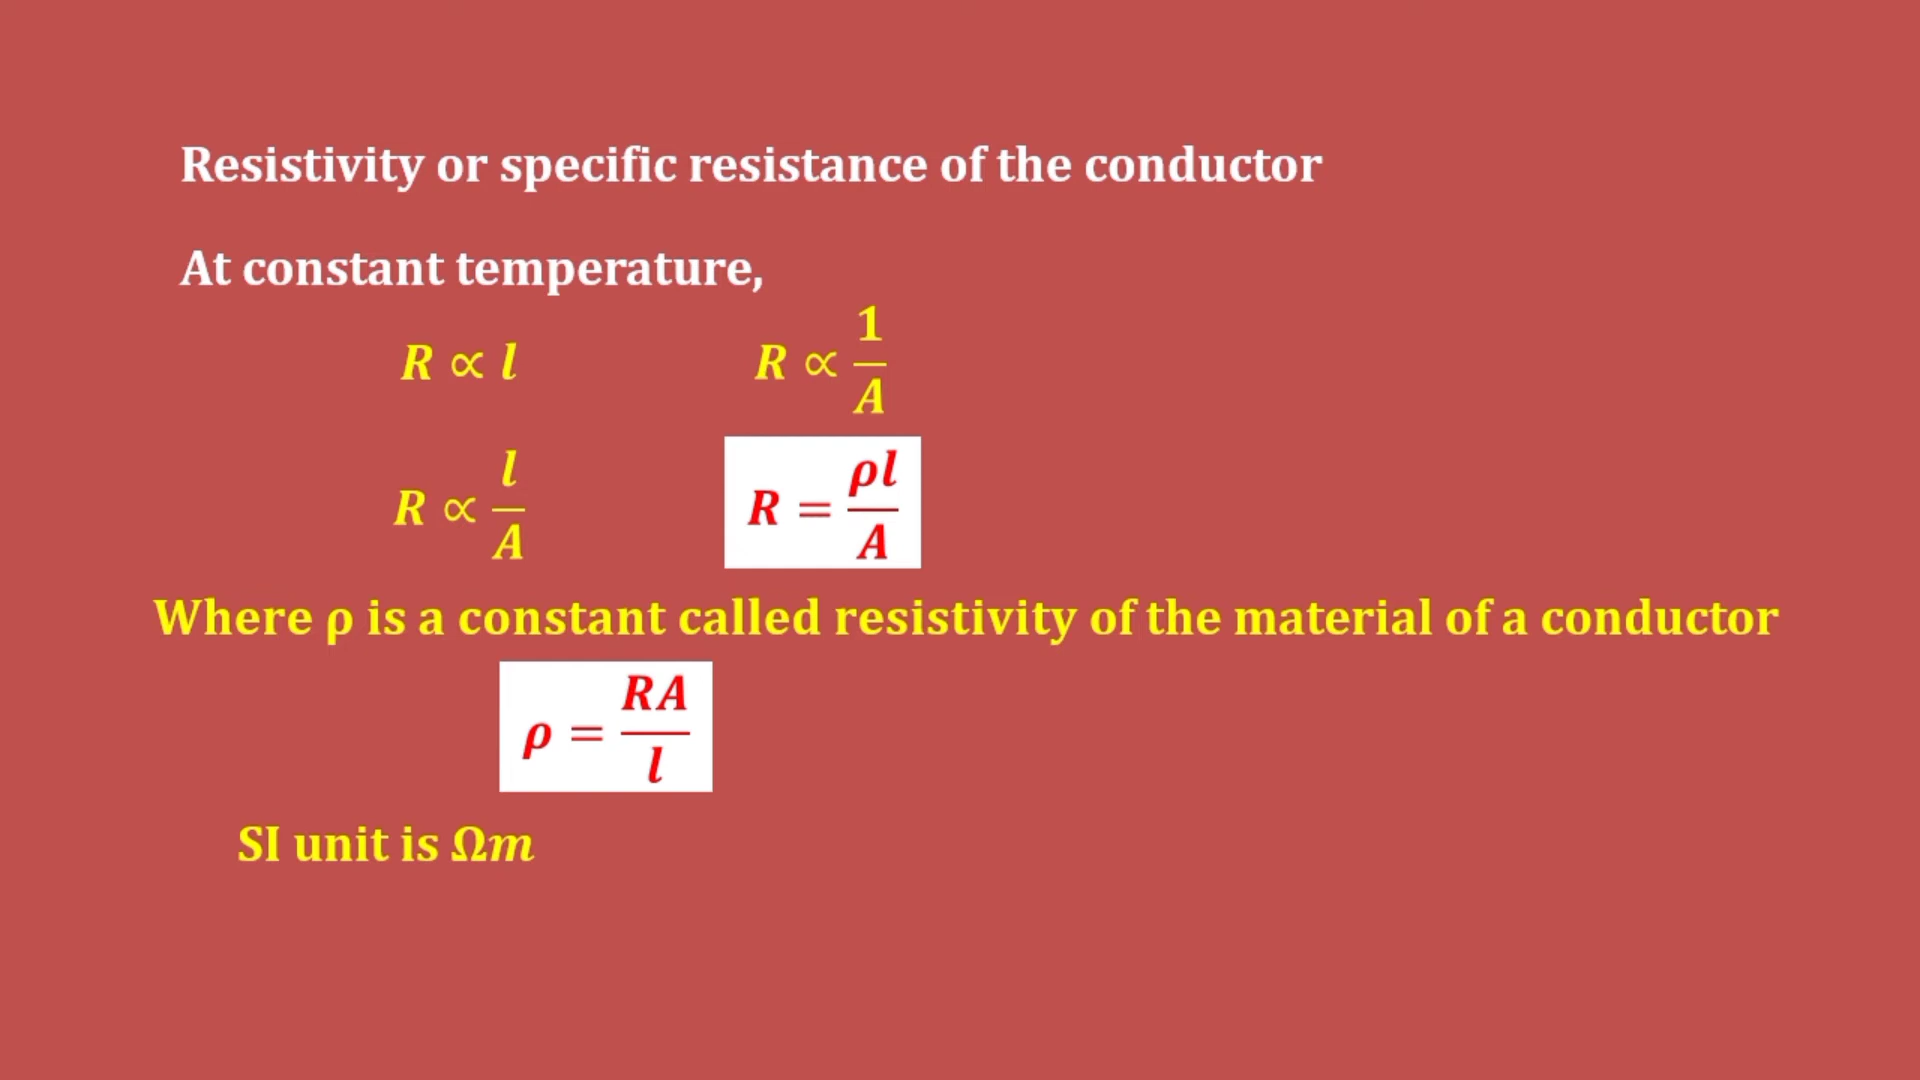 Resistivity or specific resistance of the conductor
At constant temperature,
R ∝ l    R ∝ 1/A
R ∝ l/A    R = ρl/A
Where ρ is a constant called resistivity of the material of a conductor
ρ = RA/l
SI unit is Ωm